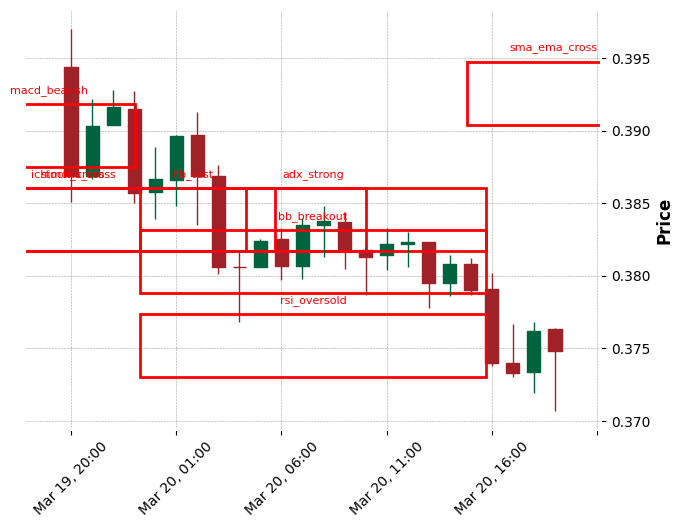 sma_ema_cross
0.395
macd_bearish
0.390
adx_strong
0.385
bb_breakout
Price
0.380
rsi_oversold
0.375
0.370
Mar 19, 20:00
Mar 20, 01:00
Mar 20, 06:00
Mar 20, 11:00
Mar 20, 16:00